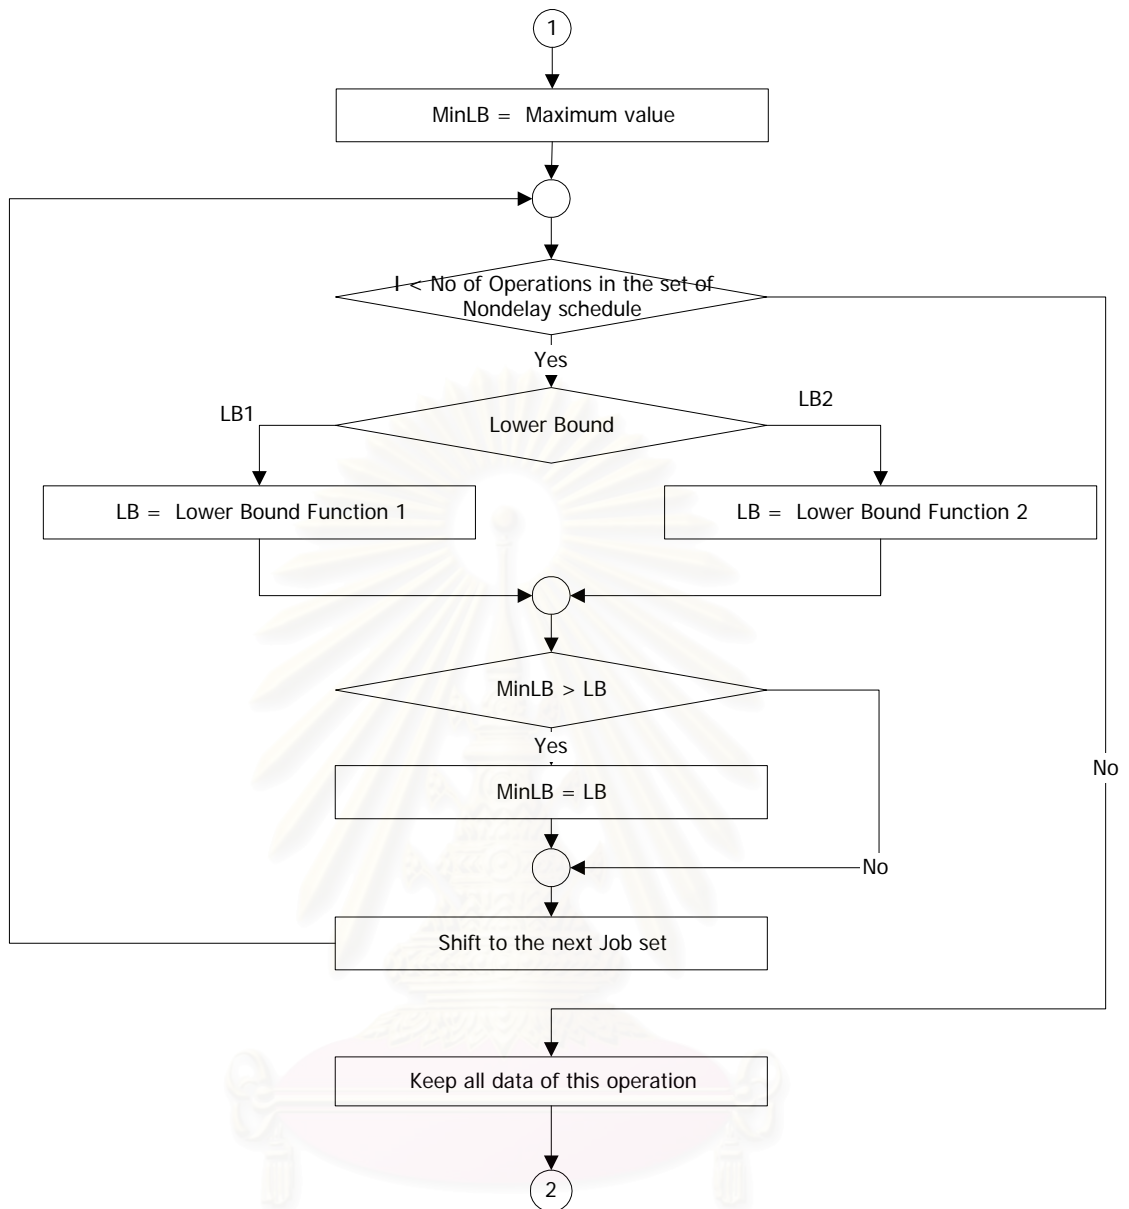 1
MinLB = Maximum value
I < No of Operations in the set of
Nondelay schedule
Yes
LB1
LB2
Lower Bound
LB = Lower Bound Function 1
LB = Lower Bound Function 2
MinLB > LB
Yes
No
MinLB = LB
No
Shift to the next Job set
Keep all data of this operation
2